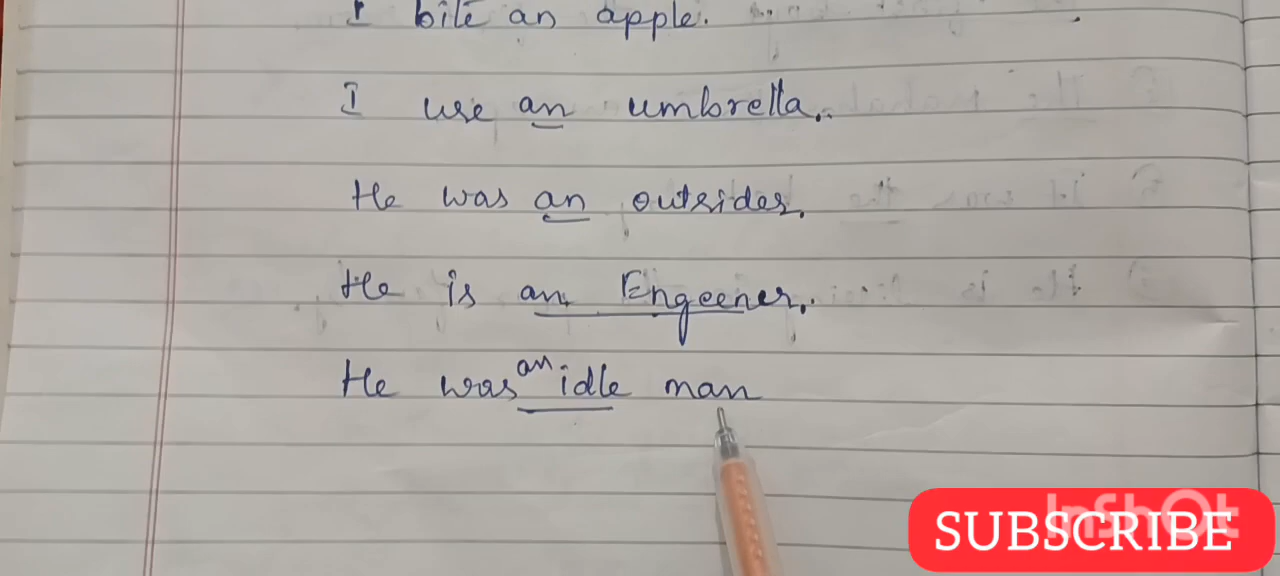 I bite an apple.
I use an umbrella.
He was an outsider.
He is an Engeener.
He was an idle man
InShOt
SUBSCRIBE